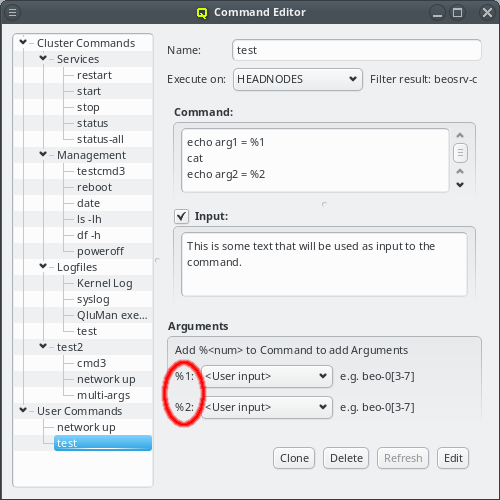 Command Editor
Cluster Commands
Services
restart
start
stop
status
status-all
Management
testcmd3
reboot
date
ls -lh
df -h
poweroff
Logfiles
Kernel Log
syslog
QluMan exe...
test
test2
cmd3
network up
multi-args
User Commands
network up
test
Name: test
Execute on: HEADNODES Filter result: beosrv-c
Command:
echo arg1 = %1
cat
echo arg2 = %2
Input:
This is some text that will be used as input to the
command.
Arguments
Add %<num> to Command to add Arguments
%1: <User input> e.g. beo-0[3-7]
%2: <User input> e.g. beo-0[3-7]
Clone Delete Refresh Edit